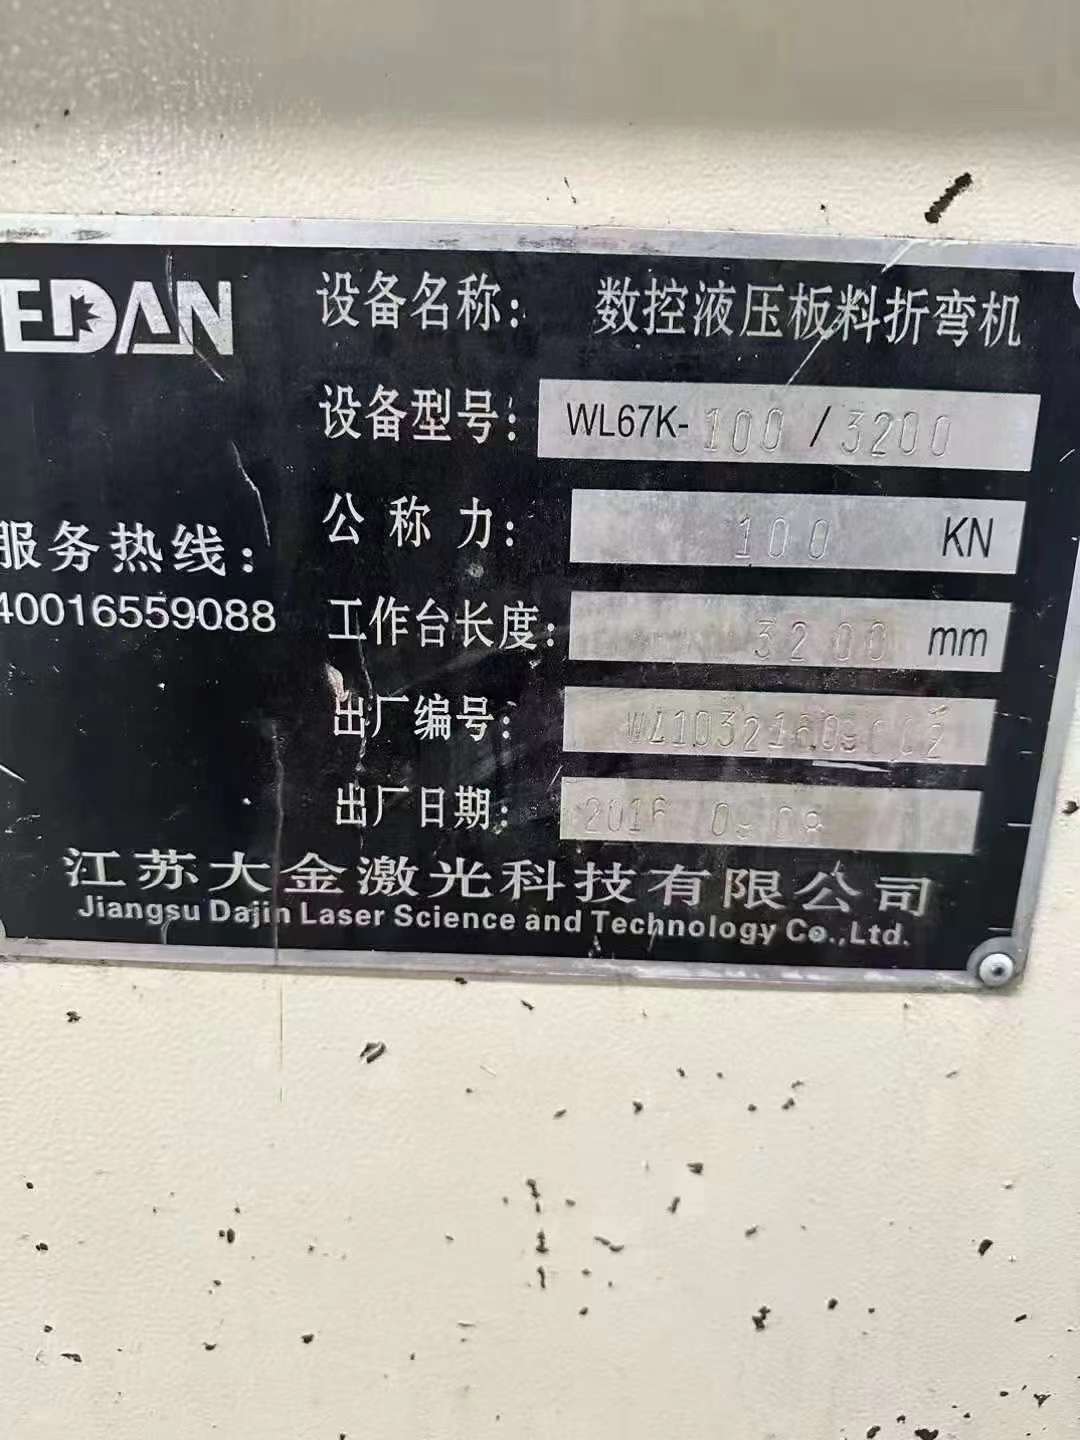 EDAN
设备名称: 数控液压板料折弯机
设备型号: WL67K-100/3200
公称力: 100 KN
服务热线:
40016559088
工作台长度: 3200 mm
出厂编号:
出厂日期: 2016 09 08
江苏大金激光科技有限公司
Jiangsu Dajin Laser Science and Technology Co.,Ltd.